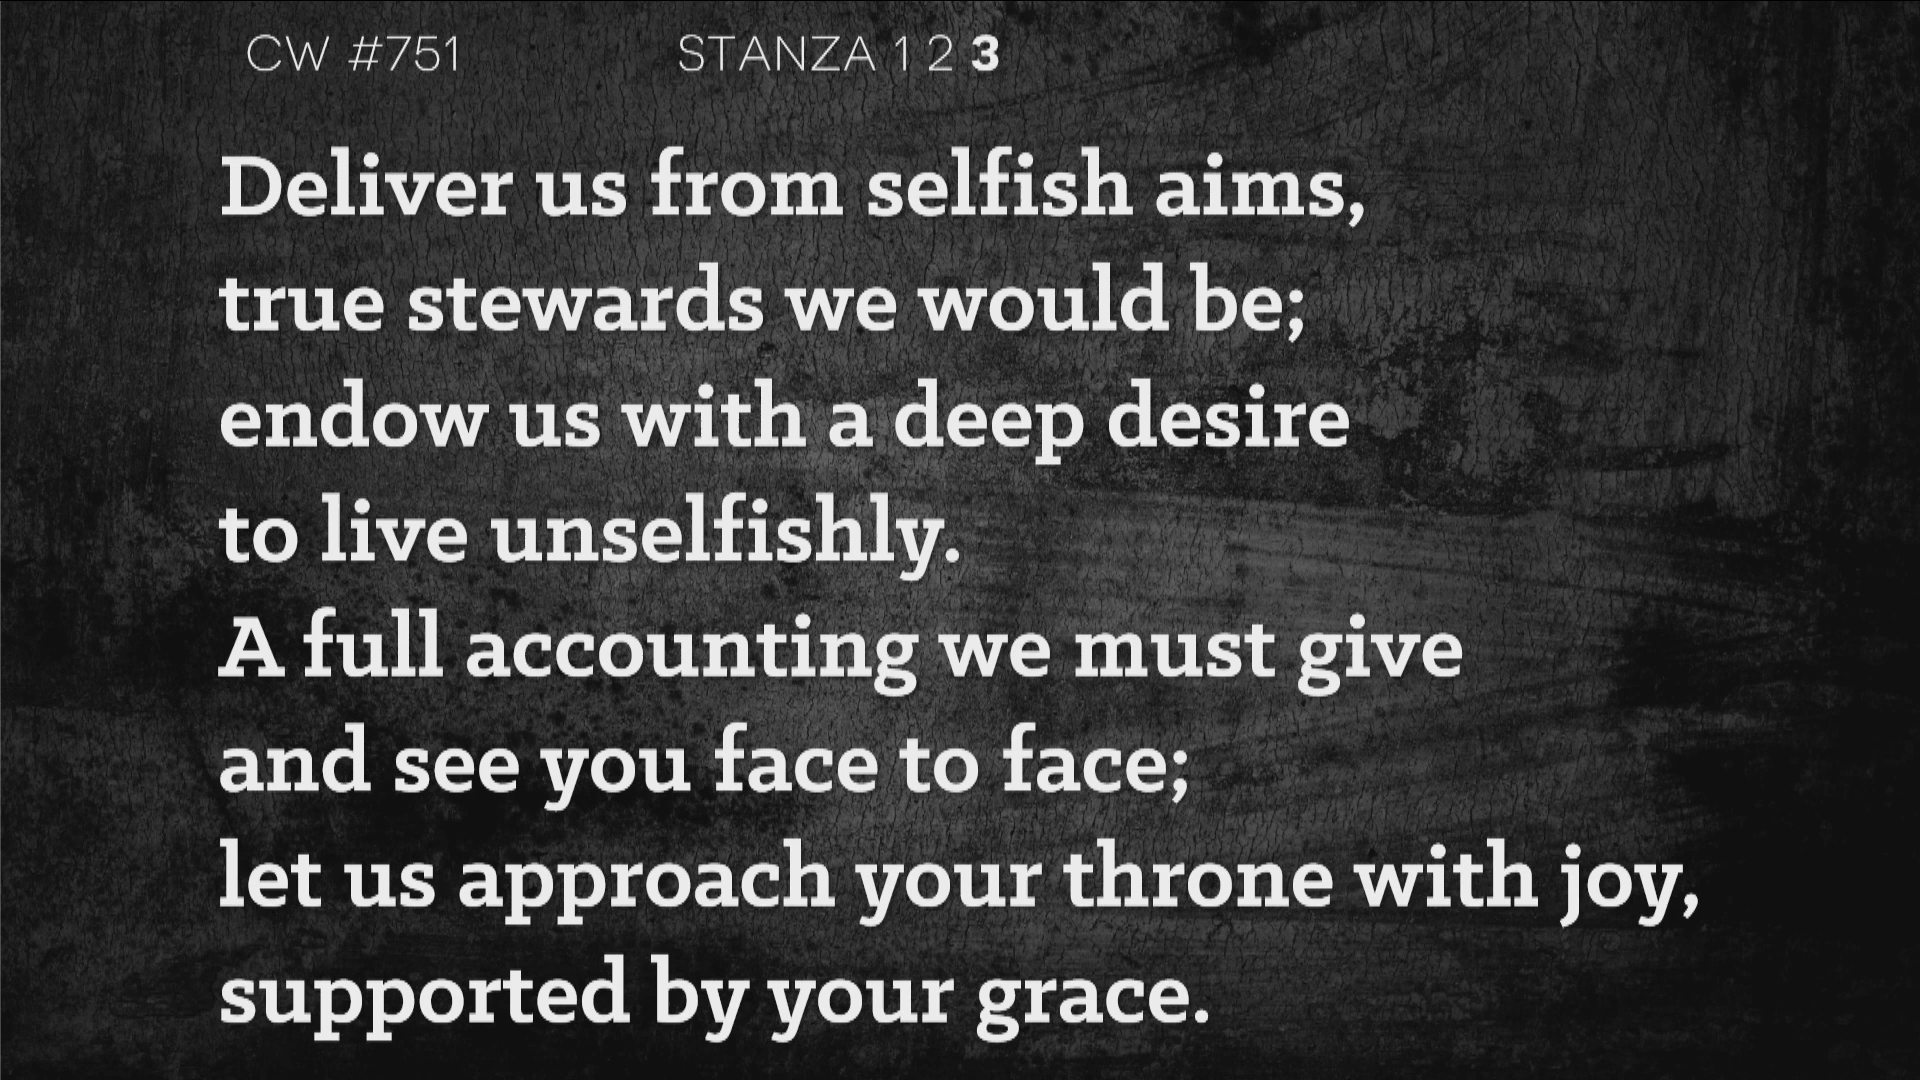 CW #751 STANZA 1 2 3
Deliver us from selfish aims,
true stewards we would be;
endow us with a deep desire
to live unselfishly.
A full accounting we must give
and see you face to face;
let us approach your throne with joy,
supported by your grace.